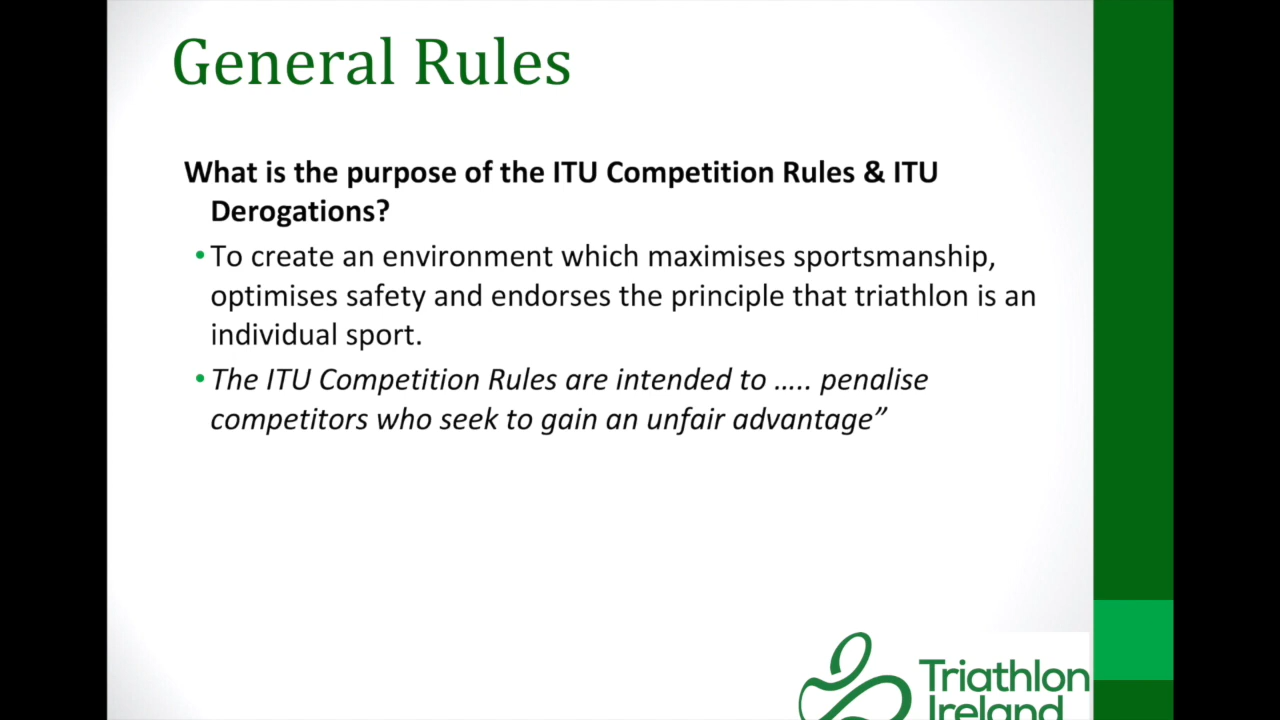 General Rules
What is the purpose of the ITU Competition Rules & ITU
Derogations?
•To create an environment which maximises sportsmanship,
optimises safety and endorses the principle that triathlon is an
individual sport.
•The ITU Competition Rules are intended to ….. penalise
competitors who seek to gain an unfair advantage”
Triathlon
Ireland